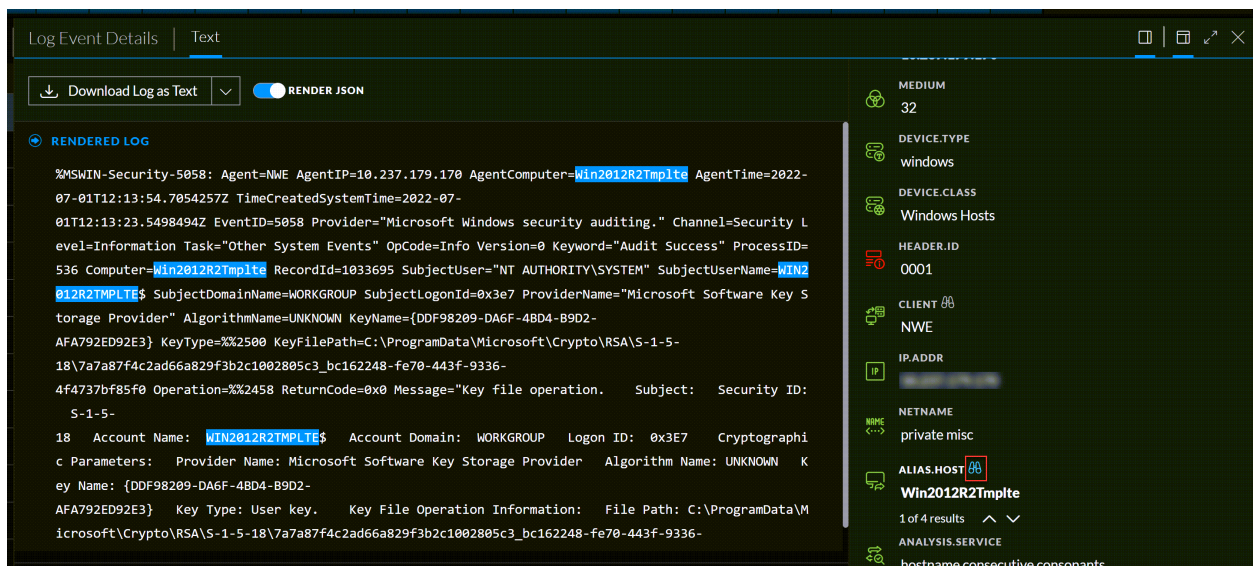 Log Event Details
Text
Download Log as Text
RENDER JSON
RENDERED LOG
%MSWIN-Security-5058: Agent=NWE AgentIP=10.237.179.170 AgentComputer=Win2012R2Tmplte AgentTime=2022-
07-01T12:13:54.7054257Z TimeCreatedSystemTime=2022-07-
01T12:13:23.5498494Z EventID=5058 Provider="Microsoft Windows security auditing." Channel=Security L
evel=Information Task="Other System Events" OpCode=Info Version=0 Keyword="Audit Success" ProcessID=
536 Computer=Win2012R2Tmplte RecordId=1033695 SubjectUser="NT AUTHORITY\SYSTEM" SubjectUserName=WIN2
012R2TMPLTE$ SubjectDomainName=WORKGROUP SubjectLogonId=0x3e7 ProviderName="Microsoft Software Key S
torage Provider" AlgorithmName=UNKNOWN KeyName={DDF98209-DA6F-4BD4-B9D2-
AFA792ED92E3} KeyType=%%2500 KeyFilePath=C:\ProgramData\Microsoft\Crypto\RSA\S-1-5-
18\7a7a87f4c2ad66a829f3b2c1002805c3_bc162248-fe70-443f-9336-
4f4737bf85f0 Operation=%%2458 ReturnCode=0x0 Message="Key file operation. Subject: Security ID:
S-1-5-
18 Account Name: WIN2012R2TMPLTE$ Account Domain: WORKGROUP Logon ID: 0x3E7 Cryptographi
c Parameters: Provider Name: Microsoft Software Key Storage Provider Algorithm Name: UNKNOWN K
ey Name: {DDF98209-DA6F-4BD4-B9D2-
AFA792ED92E3} Key Type: User key. Key File Operation Information: File Path: C:\ProgramData\M
icrosoft\Crypto\RSA\S-1-5-18\7a7a87f4c2ad66a829f3b2c1002805c3_bc162248-fe70-443f-9336-
MEDIUM
32
DEVICE.TYPE
windows
DEVICE.CLASS
Windows Hosts
HEADER.ID
0001
CLIENT
NWE
IP
IP.ADDR
NAME
NETNAME
private misc
ALIAS.HOST
Win2012R2Tmplte
1 of 4 results
ANALYSIS.SERVICE
hostname consecutive consonants